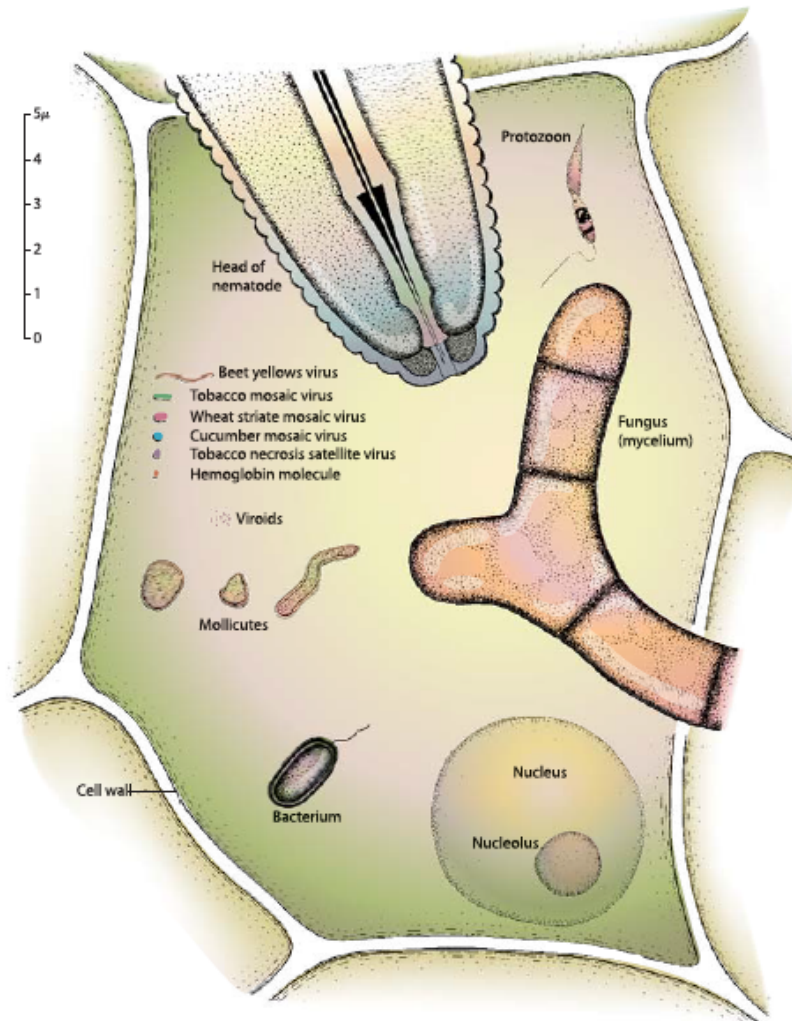 5μ
4
3
2
1
0
Protozoon
Head of
nematode
Beet yellows virus
Tobacco mosaic virus
Wheat striate mosaic virus
Cucumber mosaic virus
Tobacco necrosis satellite virus
Hemoglobin molecule
Fungus
(mycelium)
Viroids
Mollicutes
Cell wall
Bacterium
Nucleus
Nucleolus